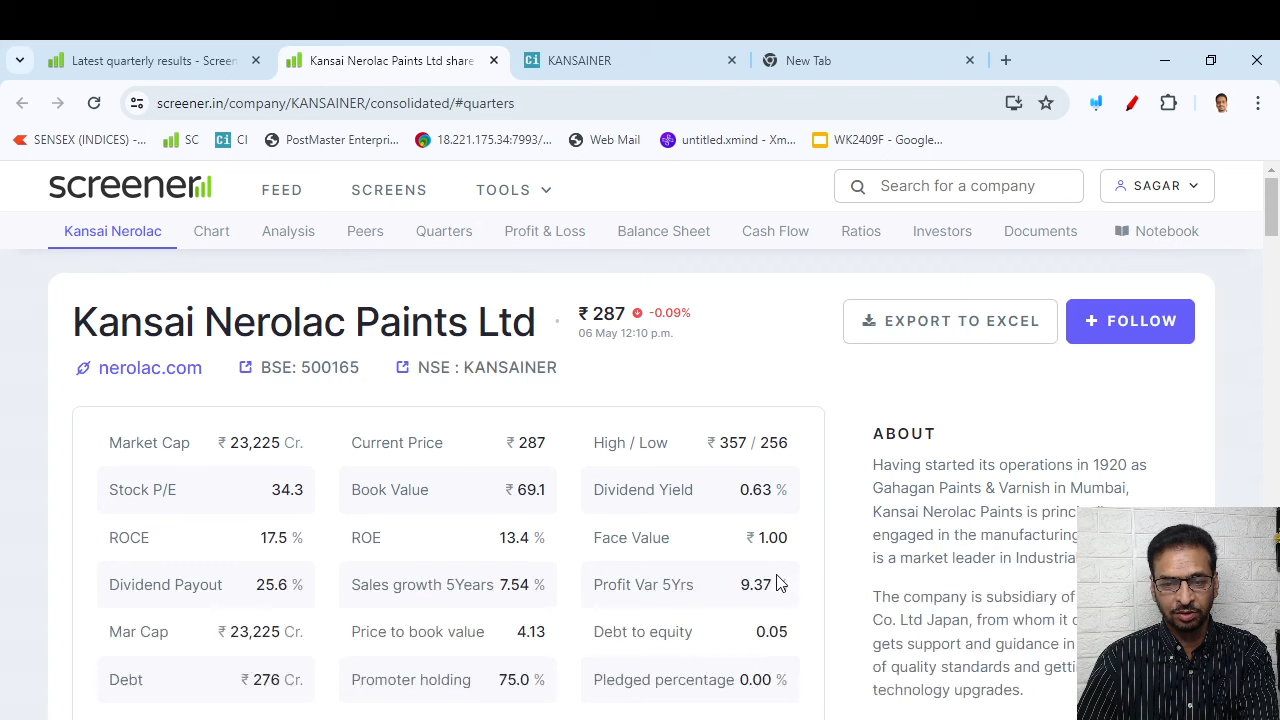 Latest quarterly results - Screen
Kansai Nerolac Paints Ltd share
Ci KANSAINER
New Tab
screener.in/company/KANSAINER/consolidated/#quarters
SENSEX (INDICES) -...
SC
Ci CI
PostMaster Enterpri...
18.221.175.34:7993/...
Web Mail
untitled.xmind - Xm...
WK2409F - Google...
screener
FEED
SCREENS
TOOLS
Search for a company
SAGAR
Kansai Nerolac
Chart
Analysis
Peers
Quarters
Profit & Loss
Balance Sheet
Cash Flow
Ratios
Investors
Documents
Notebook
Kansai Nerolac Paints Ltd
₹ 287 -0.09%
06 May 12:10 p.m.
EXPORT TO EXCEL
+ FOLLOW
nerolac.com
BSE: 500165
NSE : KANSAINER
Market Cap ₹ 23,225 Cr.
Current Price ₹ 287
High / Low ₹ 357 / 256
Stock P/E 34.3
Book Value ₹ 69.1
Dividend Yield 0.63 %
ROCE 17.5 %
ROE 13.4 %
Face Value ₹ 1.00
Dividend Payout 25.6 %
Sales growth 5Years 7.54 %
Profit Var 5Yrs 9.37
Mar Cap ₹ 23,225 Cr.
Price to book value 4.13
Debt to equity 0.05
Debt ₹ 276 Cr.
Promoter holding 75.0 %
Pledged percentage 0.00 %
ABOUT
Having started its operations in 1920 as
Gahagan Paints & Varnish in Mumbai,
Kansai Nerolac Paints is
engaged in the manufacturing
is a market leader in
The company is subsidiary of
Co. Ltd Japan, from whom it
gets support and guidance in
of quality standards and
technology upgrades.